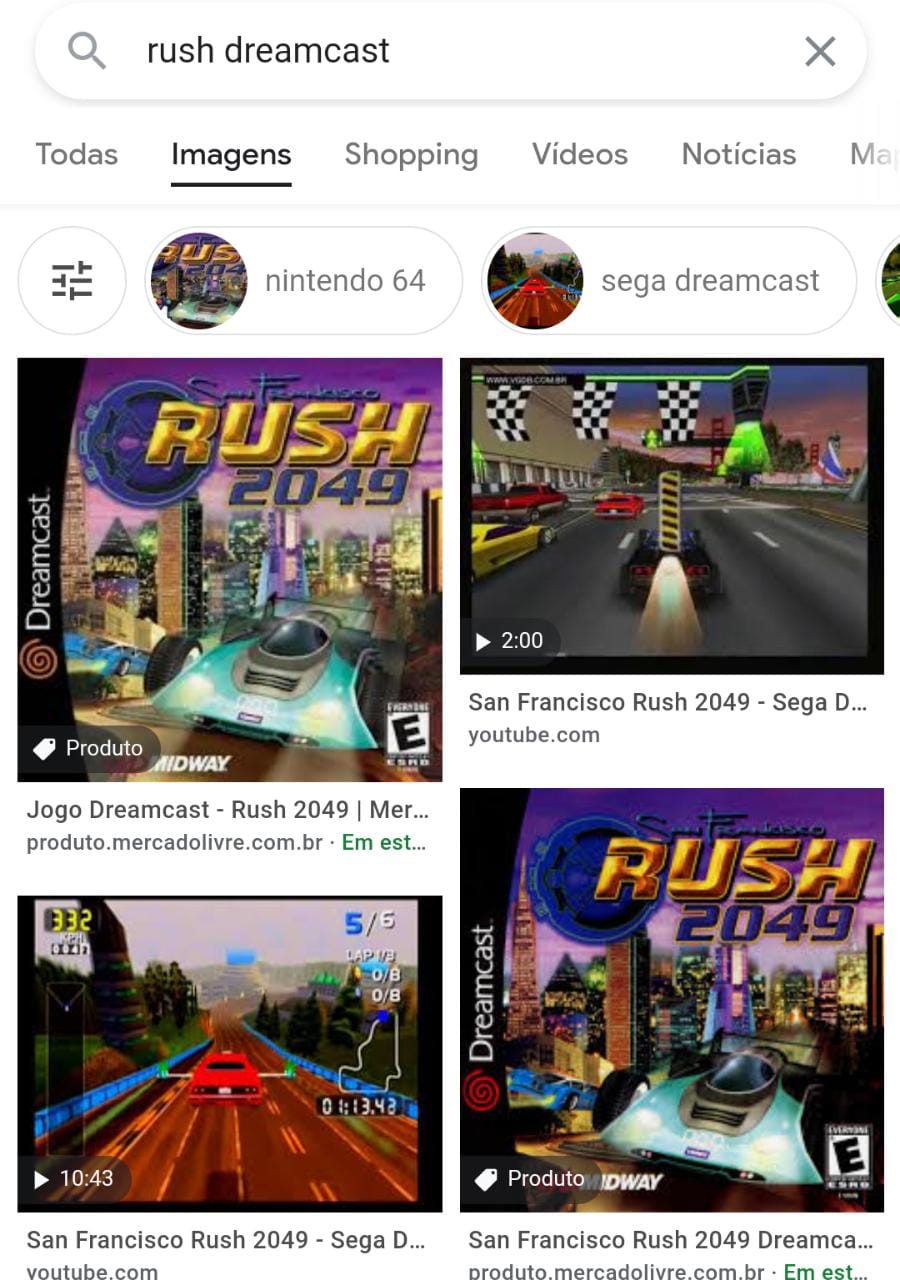 rush dreamcast
Todas Imagens Shopping Vídeos Notícias Map
nintendo 64 sega dreamcast
San Francisco
RUSH
2049
Dreamcast
EVERYONE
E
ESRB
MIDWAY
Produto
Jogo Dreamcast - Rush 2049 | Mer...
produto.mercadolivre.com.br · Em est...
WWW.VGDB.COM.BR
2:00
San Francisco Rush 2049 - Sega D...
youtube.com
332
KPH
5/6
LAP 1/3
0/8
0/8
01:13.42
10:43
San Francisco Rush 2049 - Sega D...
youtube.com
San Francisco
RUSH
2049
Dreamcast
EVERYONE
E
ESRB
MIDWAY
Produto
San Francisco Rush 2049 Dreamca...
produto.mercadolivre.com.br · Em est...